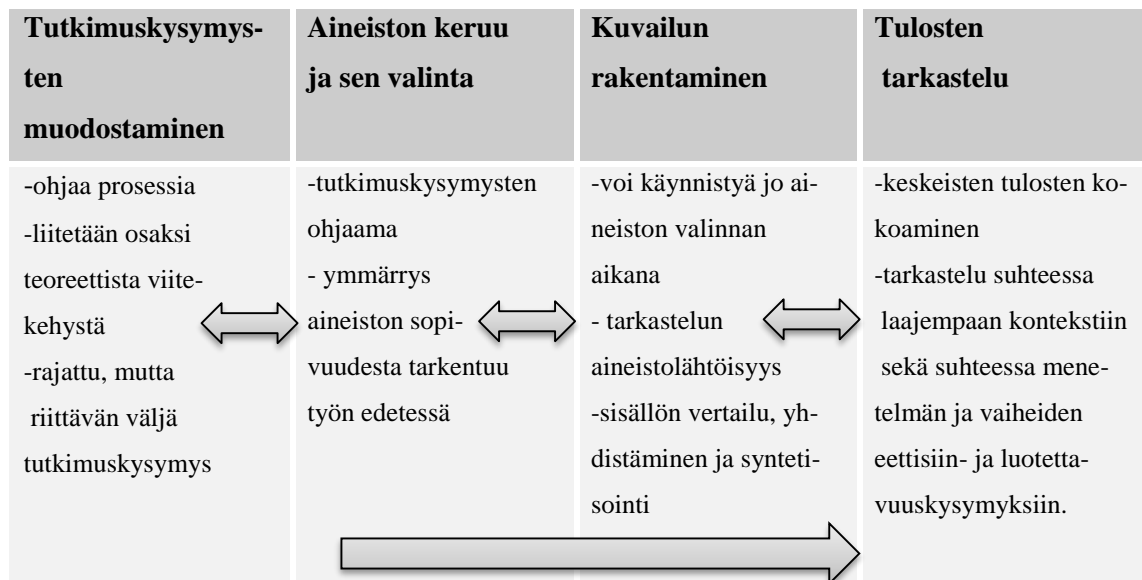 Tutkimuskysymys-
ten
muodostaminen
-ohjaa prosessia
-liitetään osaksi
teoreettista viite-
kehystä
-rajattu, mutta
riittävän väljä
tutkimuskysymys
Aineiston keruu
ja sen valinta
-tutkimuskysymysten
ohjaama
- ymmärrys
aineiston sopi-
vuudesta tarkentuu
työn edetessä
Kuvailun
rakentaminen
-voi käynnistyä jo ai-
neiston valinnan
aikana
- tarkastelun
aineistolähtöisyys
-sisällön vertailu, yh-
distäminen ja synteti-
sointi
Tulosten
tarkastelu
-keskeisten tulosten ko-
koaminen
-tarkastelu suhteessa
laajempaan kontekstiin
sekä suhteessa mene-
telmän ja vaiheiden
eettisiin- ja luotetta-
vuuskysymyksiin.